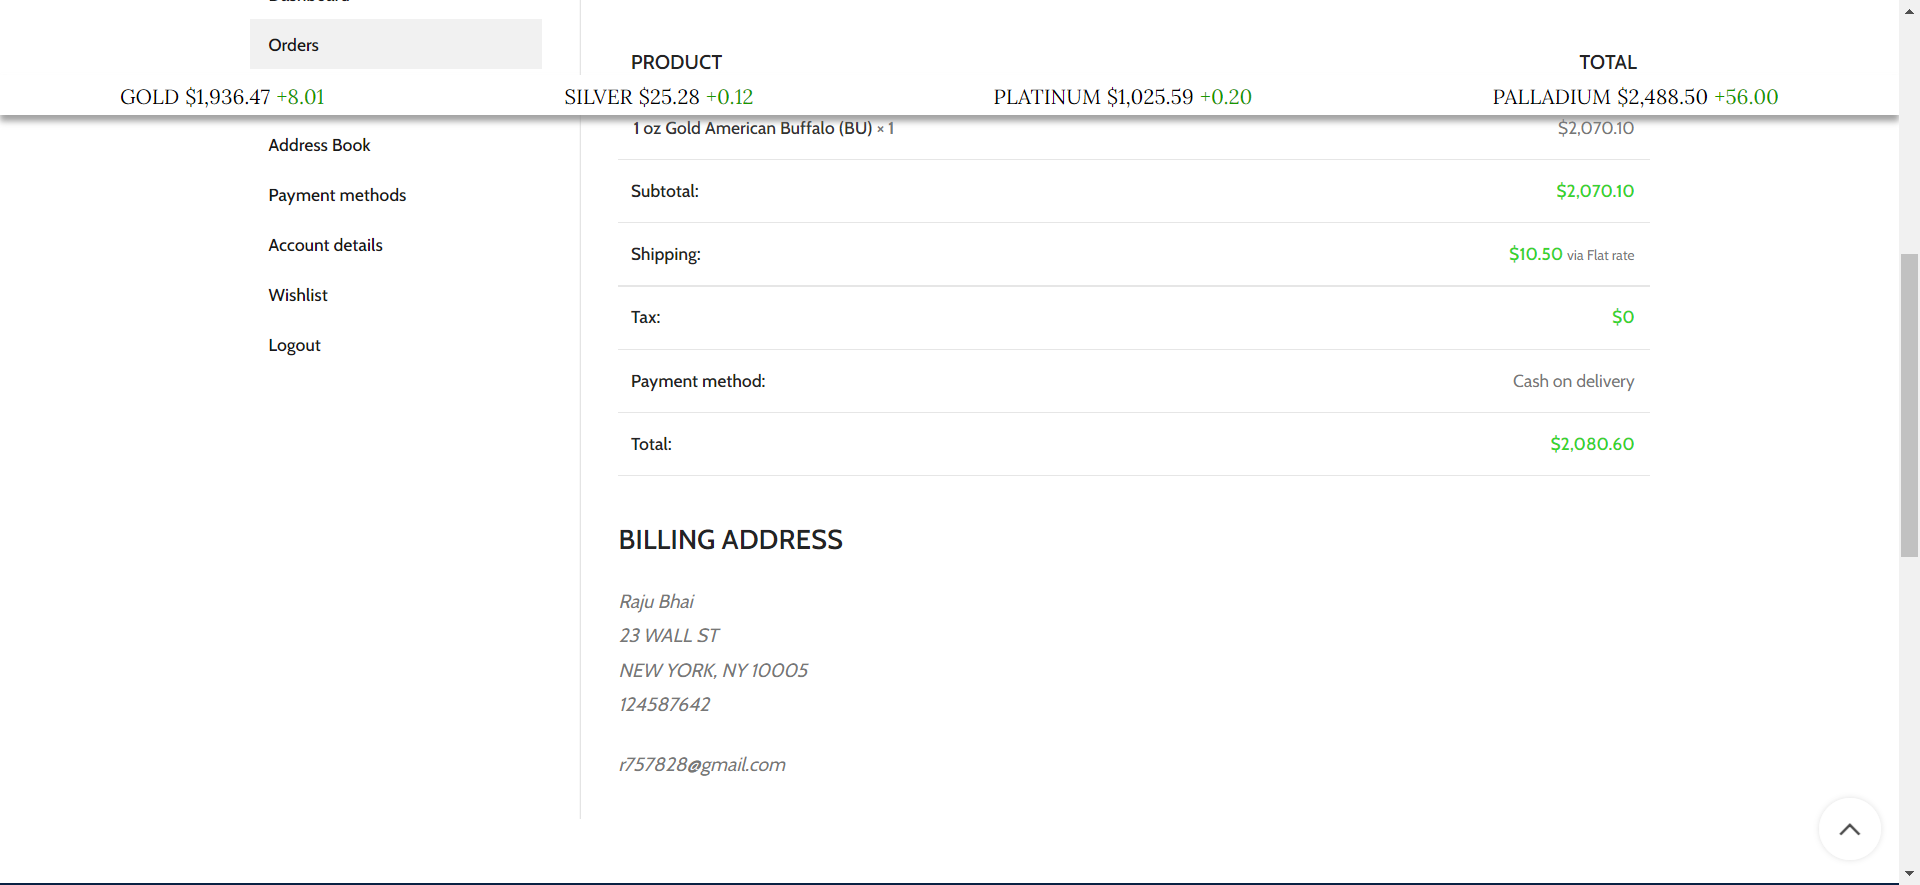 Dashboard
Orders
PRODUCT TOTAL
GOLD $1,936.47 +8.01 SILVER $25.28 +0.12 PLATINUM $1,025.59 +0.20 PALLADIUM $2,488.50 +56.00
1 oz Gold American Buffalo (BU) × 1 $2,070.10
Address Book
Payment methods
Account details
Wishlist
Logout
Subtotal: $2,070.10
Shipping: $10.50 via Flat rate
Tax: $0
Payment method: Cash on delivery
Total: $2,080.60
BILLING ADDRESS
Raju Bhai
23 WALL ST
NEW YORK, NY 10005
124587642
r757828@gmail.com